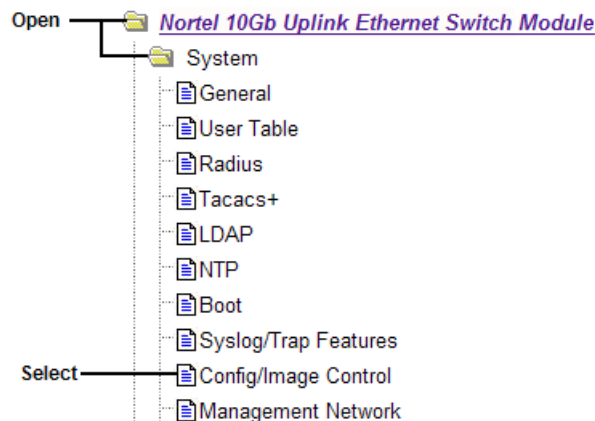 Open Nortel 10Gb Uplink Ethernet Switch Module
System
General
User Table
Radius
Tacacs+
LDAP
NTP
Boot
Syslog/Trap Features
Select Config/Image Control
Management Network